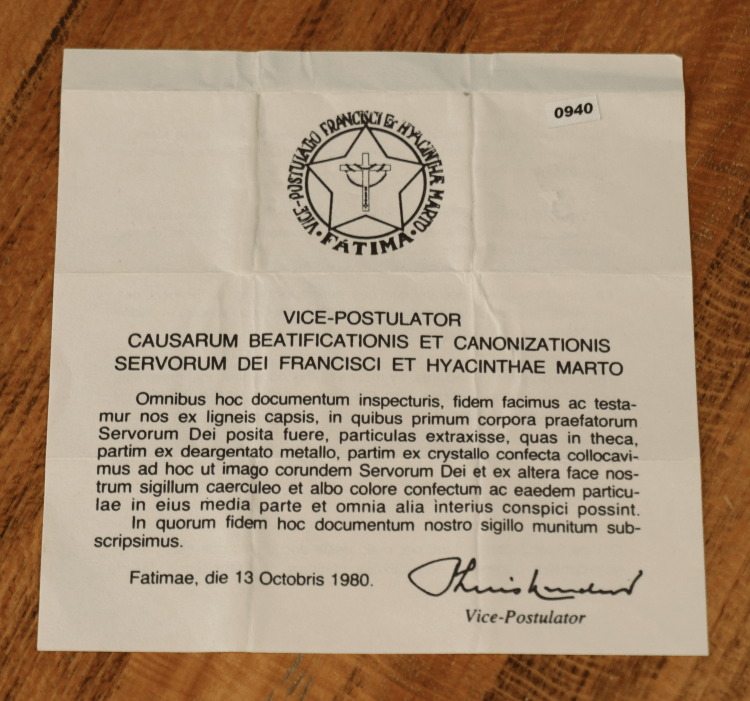 0940
VICE-POSTULATIO FRANCISCI & HYACINTHÆ MARTO
• FÁTIMA •
VICE-POSTULATOR
CAUSARUM BEATIFICATIONIS ET CANONIZATIONIS
SERVORUM DEI FRANCISCI ET HYACINTHAE MARTO
Omnibus hoc documentum inspecturis, fidem facimus ac testa-
mur nos ex ligneis capsis, in quibus primum corpora praefatorum
Servorum Dei posita fuere, particulas extraxisse, quas in theca,
partim ex deargentato metallo, partim ex crystallo confecta collocavi-
mus ad hoc ut imago corundem Servorum Dei et ex altera face nos-
trum sigillum caeruleo et albo colore confectum ac eaedem particu-
lae in eius media parte et omnia alia interius conspici possint.
In quorum fidem hoc documentum nostro sigillo munitum sub-
scripsimus.
Fatimae, die 13 Octobris 1980.
Vice-Postulator